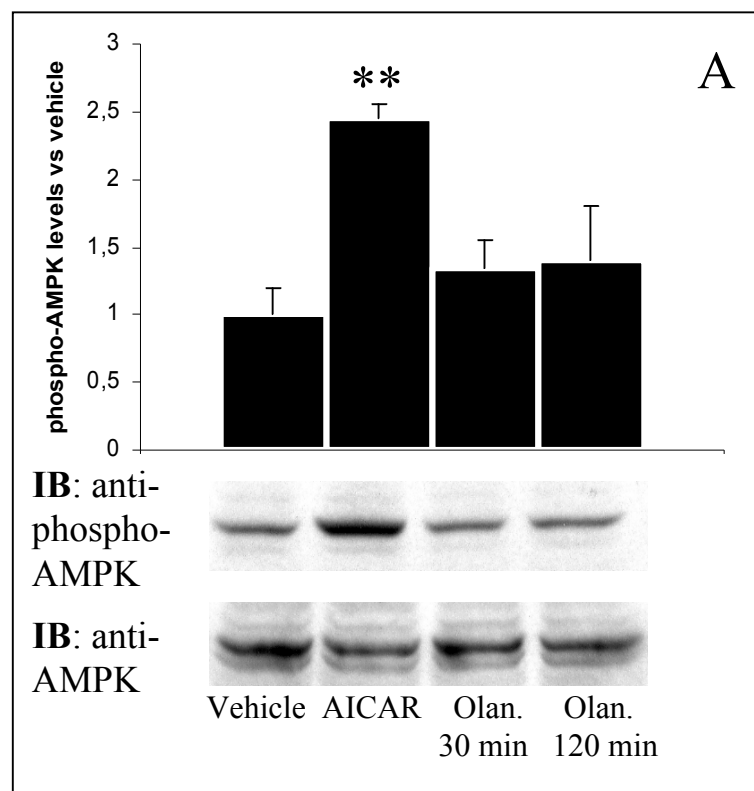 A
**
phospho-AMPK levels vs vehicle
3
2,5
2
1,5
1
0,5
0
IB: anti-
phospho-
AMPK
IB: anti-
AMPK
Vehicle AICAR Olan. Olan.
30 min 120 min